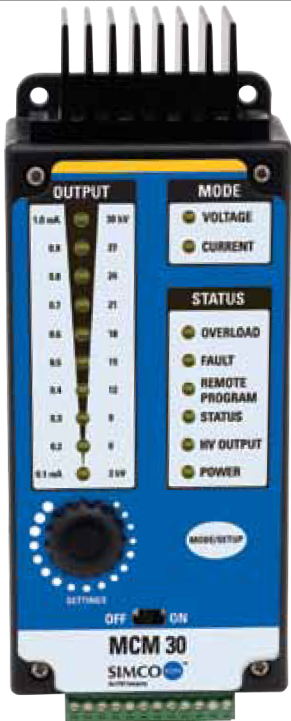 OUTPUT
1.0 mA 30 kV
0.9 27
0.8 24
0.7 21
0.6 18
0.5 15
0.4 12
0.3 9
0.2 6
0.1 mA 3 kV
MODE
VOLTAGE
CURRENT
STATUS
OVERLOAD
FAULT
REMOTE
PROGRAM
STATUS
HV OUTPUT
POWER
SETTINGS
MODE/SETUP
OFF ON
MCM 30
SIMCO